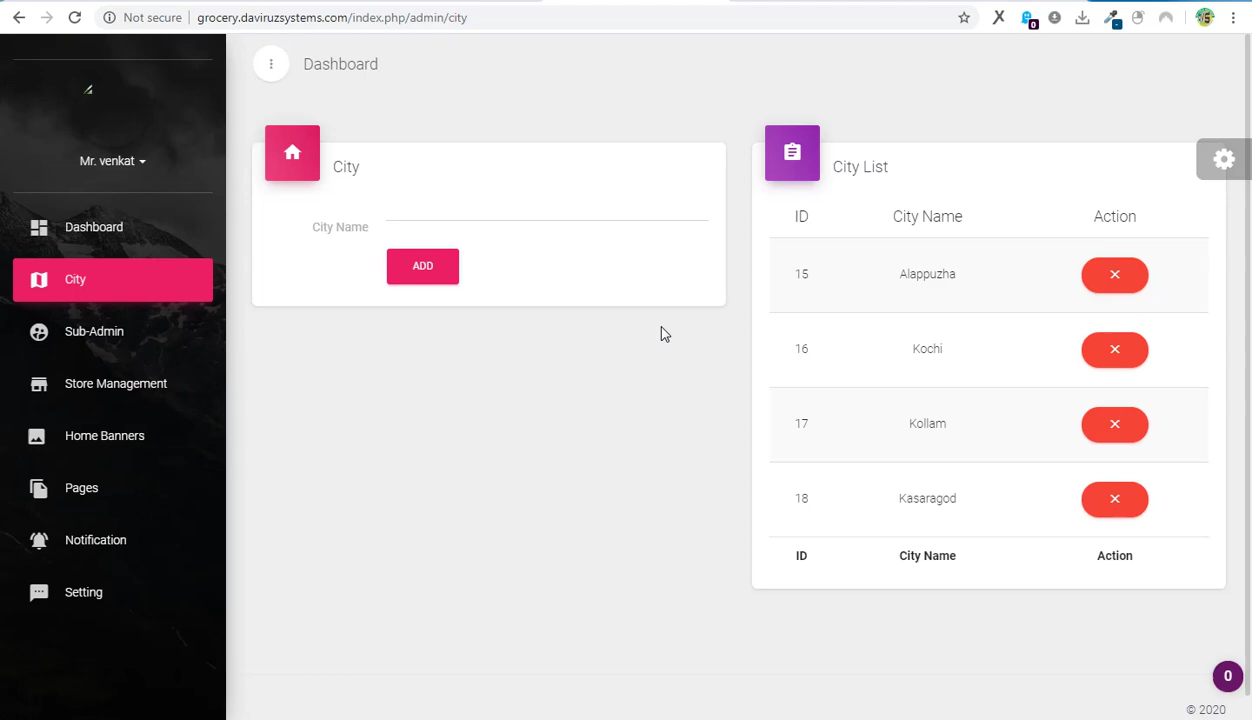 Not secure grocery.daviruzsystems.com/index.php/admin/city
0
-
Dashboard
Mr. venkat
Dashboard
City
Sub-Admin
Store Management
Home Banners
Pages
Notification
Setting
City
City Name
ADD
City List
ID City Name Action
15 Alappuzha
16 Kochi
17 Kollam
18 Kasaragod
ID City Name Action
0
© 2020